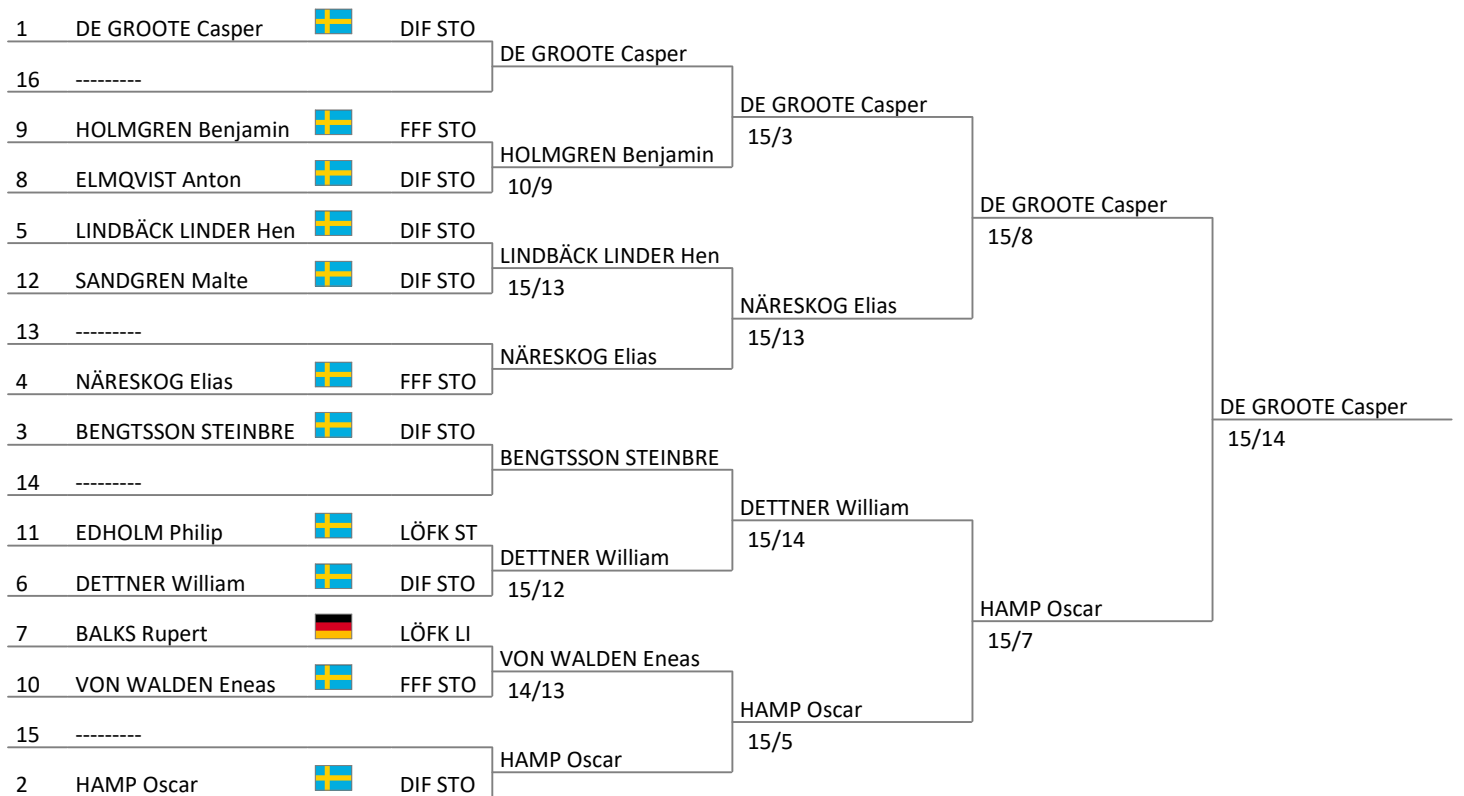 1 DE GROOTE Casper DIF STO
DE GROOTE Casper
16 ---------
DE GROOTE Casper
15/3
9 HOLMGREN Benjamin FFF STO
HOLMGREN Benjamin
10/9
8 ELMQVIST Anton DIF STO
DE GROOTE Casper
15/8
5 LINDBÄCK LINDER Hen DIF STO
LINDBÄCK LINDER Hen
15/13
12 SANDGREN Malte DIF STO
NÄRESKOG Elias
15/13
13 ---------
NÄRESKOG Elias
4 NÄRESKOG Elias FFF STO
DE GROOTE Casper
15/14
3 BENGTSSON STEINBRE DIF STO
BENGTSSON STEINBRE
14 ---------
DETTNER William
15/14
11 EDHOLM Philip LÖFK ST
DETTNER William
15/12
6 DETTNER William DIF STO
HAMP Oscar
15/7
7 BALKS Rupert LÖFK LI
VON WALDEN Eneas
14/13
10 VON WALDEN Eneas FFF STO
HAMP Oscar
15/5
15 ---------
HAMP Oscar
2 HAMP Oscar DIF STO